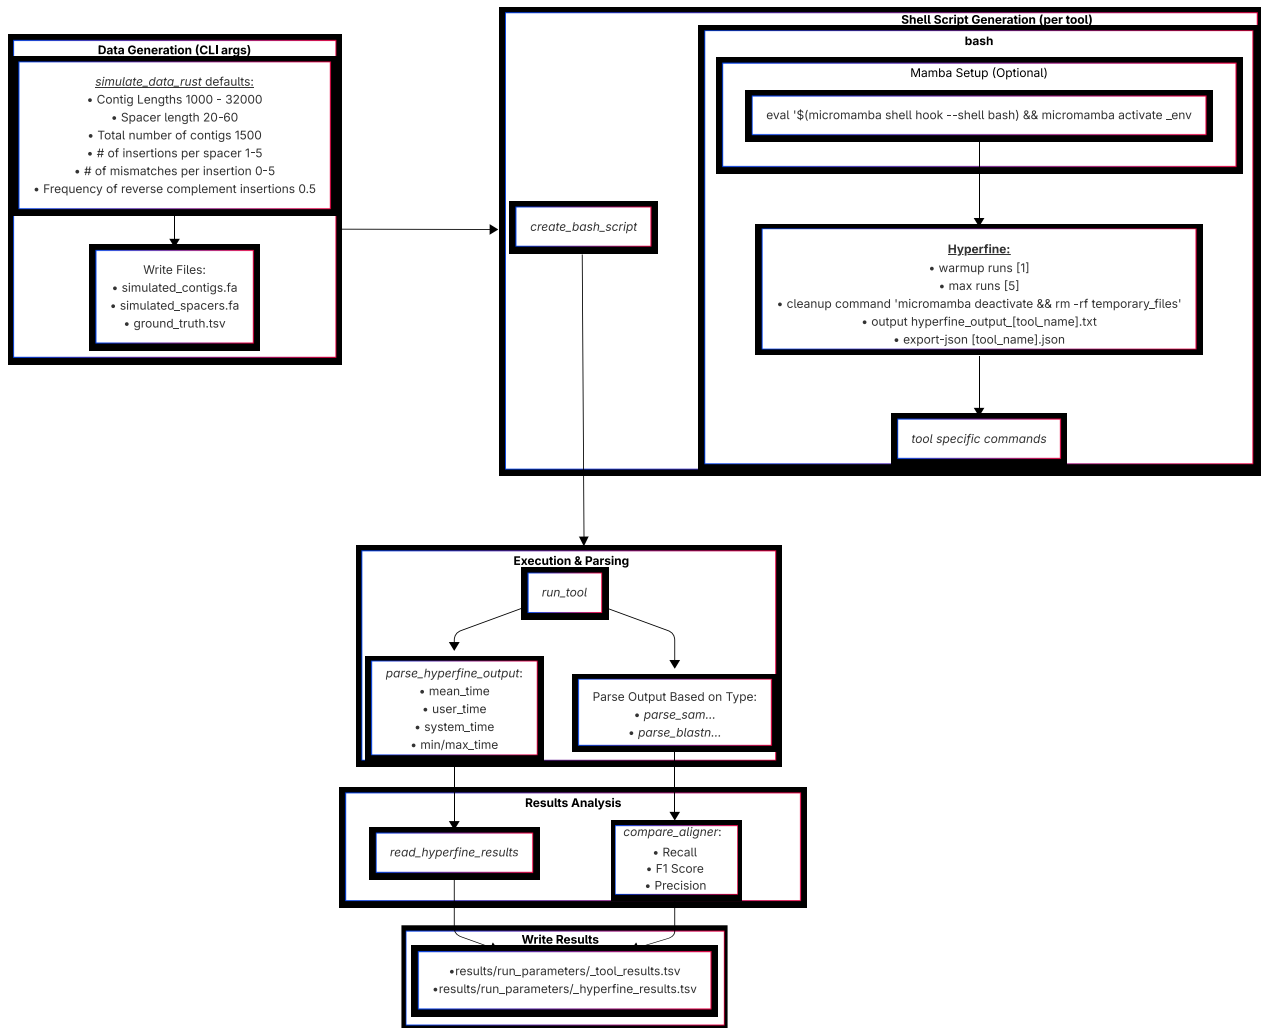 Data Generation (CLI args)
simulate_data_rust defaults:
• Contig Lengths 1000 - 32000
• Spacer length 20-60
• Total number of contigs 1500
• # of insertions per spacer 1-5
• # of mismatches per insertion 0-5
• Frequency of reverse complement insertions 0.5
Write Files:
• simulated_contigs.fa
• simulated_spacers.fa
• ground_truth.tsv
Shell Script Generation (per tool)
create_bash_script
bash
Mamba Setup (Optional)
eval '$(micromamba shell hook --shell bash) && micromamba activate _env
Hyperfine:
• warmup runs [1]
• max runs [5]
• cleanup command 'micromamba deactivate && rm -rf temporary_files'
• output hyperfine_output_[tool_name].txt
• export-json [tool_name].json
tool specific commands
Execution & Parsing
run_tool
parse_hyperfine_output:
• mean_time
• user_time
• system_time
• min/max_time
Parse Output Based on Type:
• parse_sam...
• parse_blastn...
Results Analysis
read_hyperfine_results
compare_aligner:
• Recall
• F1 Score
• Precision
Write Results
•results/run_parameters/_tool_results.tsv
•results/run_parameters/_hyperfine_results.tsv